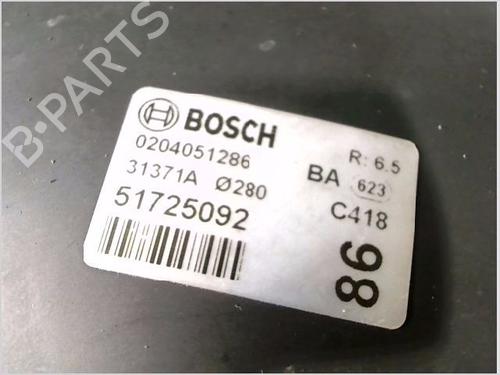 B-PARTS
BOSCH
0204051286 R: 6.5
31371A Ø280 BA 623
51725092 C418
86